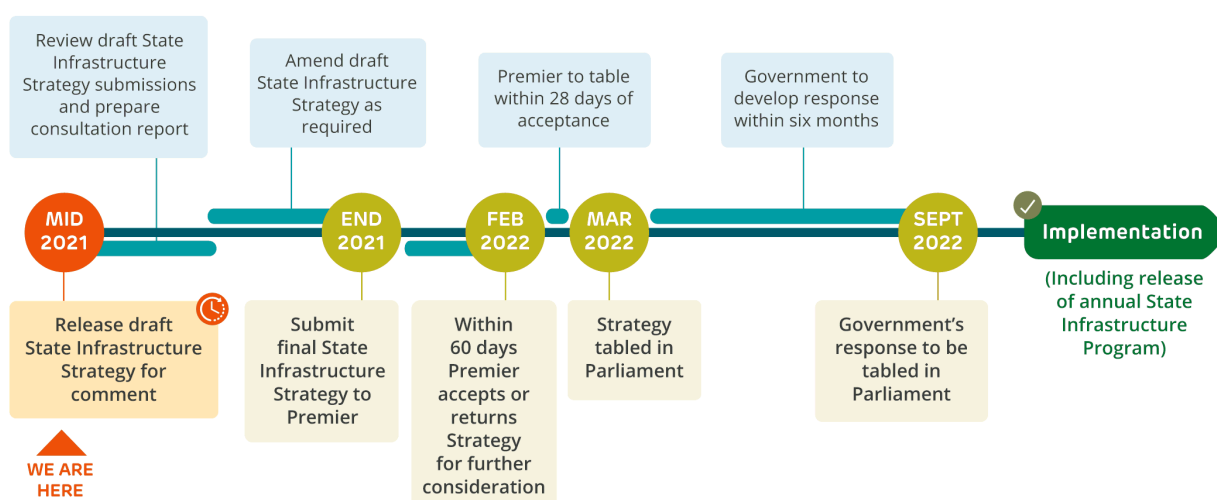 Review draft State
Infrastructure
Strategy submissions
and prepare
consultation report
Amend draft
State Infrastructure
Strategy as
required
Premier to table
within 28 days of
acceptance
Government to
develop response
within six months
MID
2021
END
2021
FEB
2022
MAR
2022
SEPT
2022
Implementation
(Including release
of annual State
Infrastructure
Program)
Release draft
State Infrastructure
Strategy for
comment
Submit
final State
Infrastructure
Strategy to
Premier
Within
60 days
Premier
accepts or
returns
Strategy
for further
consideration
Strategy
tabled in
Parliament
Government’s
response to be
tabled in
Parliament
WE ARE
HERE